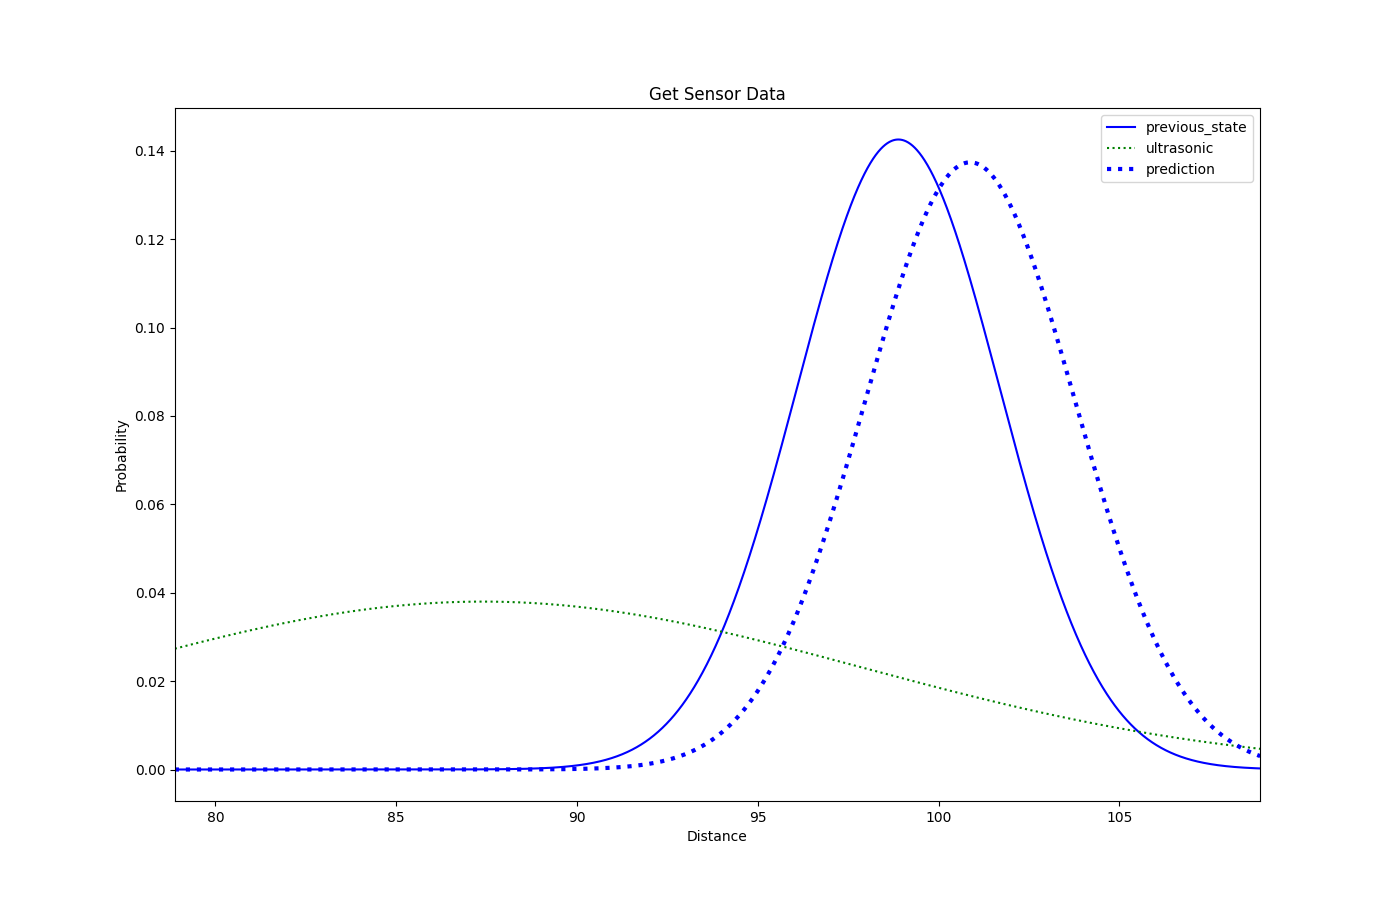 Get Sensor Data
previous_state
ultrasonic
prediction
0.14
0.12
0.10
0.08
0.06
0.04
0.02
0.00
Probability
80
85
90
95
100
105
Distance